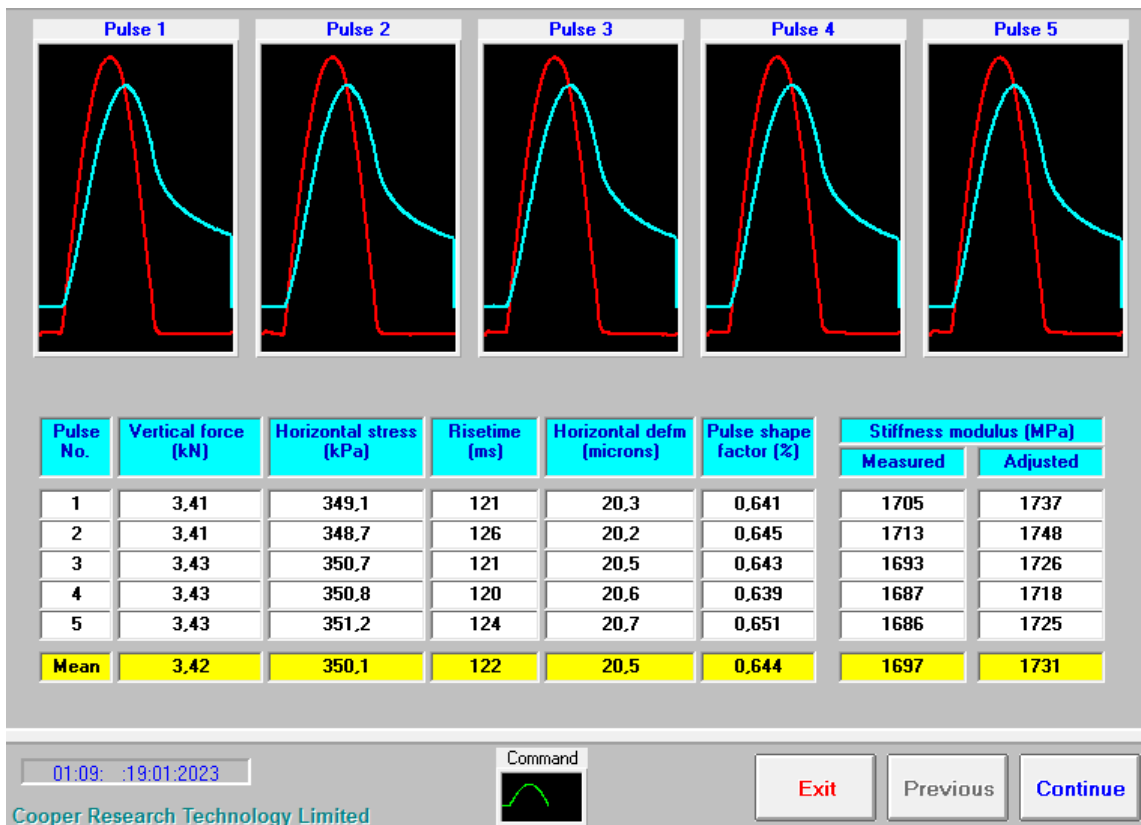 Pulse 1 Pulse 2 Pulse 3 Pulse 4 Pulse 5
Pulse No. Vertical force (kN) Horizontal stress (kPa) Risetime (ms) Horizontal defm (microns) Pulse shape factor (%) Stiffness modulus (MPa)
Measured Adjusted
1 3,41 349,1 121 20,3 0,641 1705 1737
2 3,41 348,7 126 20,2 0,645 1713 1748
3 3,43 350,7 121 20,5 0,643 1693 1726
4 3,43 350,8 120 20,6 0,639 1687 1718
5 3,43 351,2 124 20,7 0,651 1686 1725
Mean 3,42 350,1 122 20,5 0,644 1697 1731
01:09: :19:01:2023
Command
Exit Previous Continue
Cooper Research Technology Limited